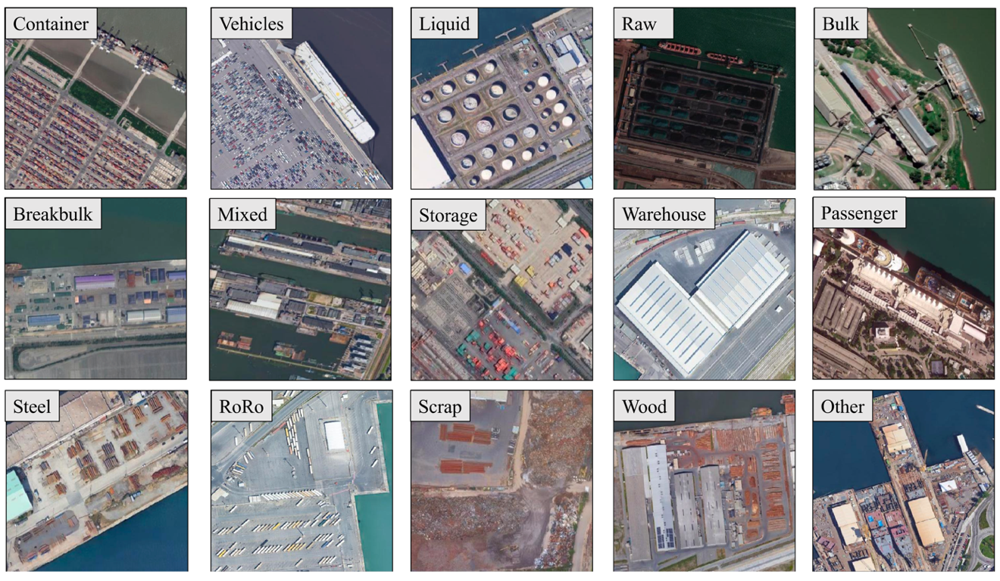 Container
Vehicles
Liquid
Raw
Bulk
Breakbulk
Mixed
Storage
Warehouse
Passenger
Steel
RoRo
Scrap
Wood
Other